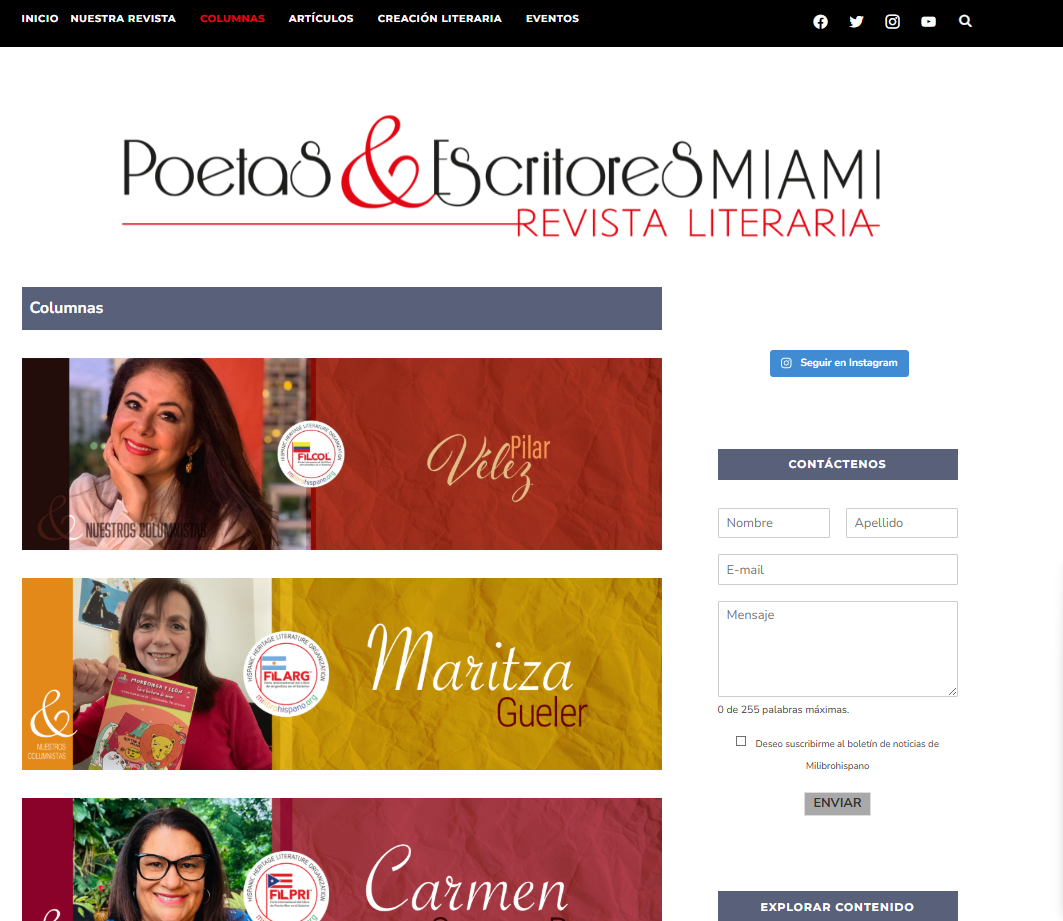 INICIO NUESTRA REVISTA COLUMNAS ARTÍCULOS CREACIÓN LITERARIA EVENTOS
Poetas & Escritores MIAMI
REVISTA LITERARIA
Columnas
Seguir en Instagram
HISPANIC HERITAGE LITERATURE ORGANIZATION
FILCOL
milibrohispano.org
Pilar
Vélez
& NUESTROS COLUMNISTAS
CONTÁCTENOS
Nombre Apellido
E-mail
Mensaje
0 de 255 palabras máximas.
Deseo suscribirme al boletín de noticias de
Milibrohispano
ENVIAR
MORRONGA Y LEÓN
HISPANIC HERITAGE LITERATURE ORGANIZATION
FILARG
milibrohispano.org
Maritza
Gueler
&
NUESTROS
COLUMNISTAS
HISPANIC HERITAGE LITERATURE ORGANIZATION
FILPRI
Carmen
EXPLORAR CONTENIDO